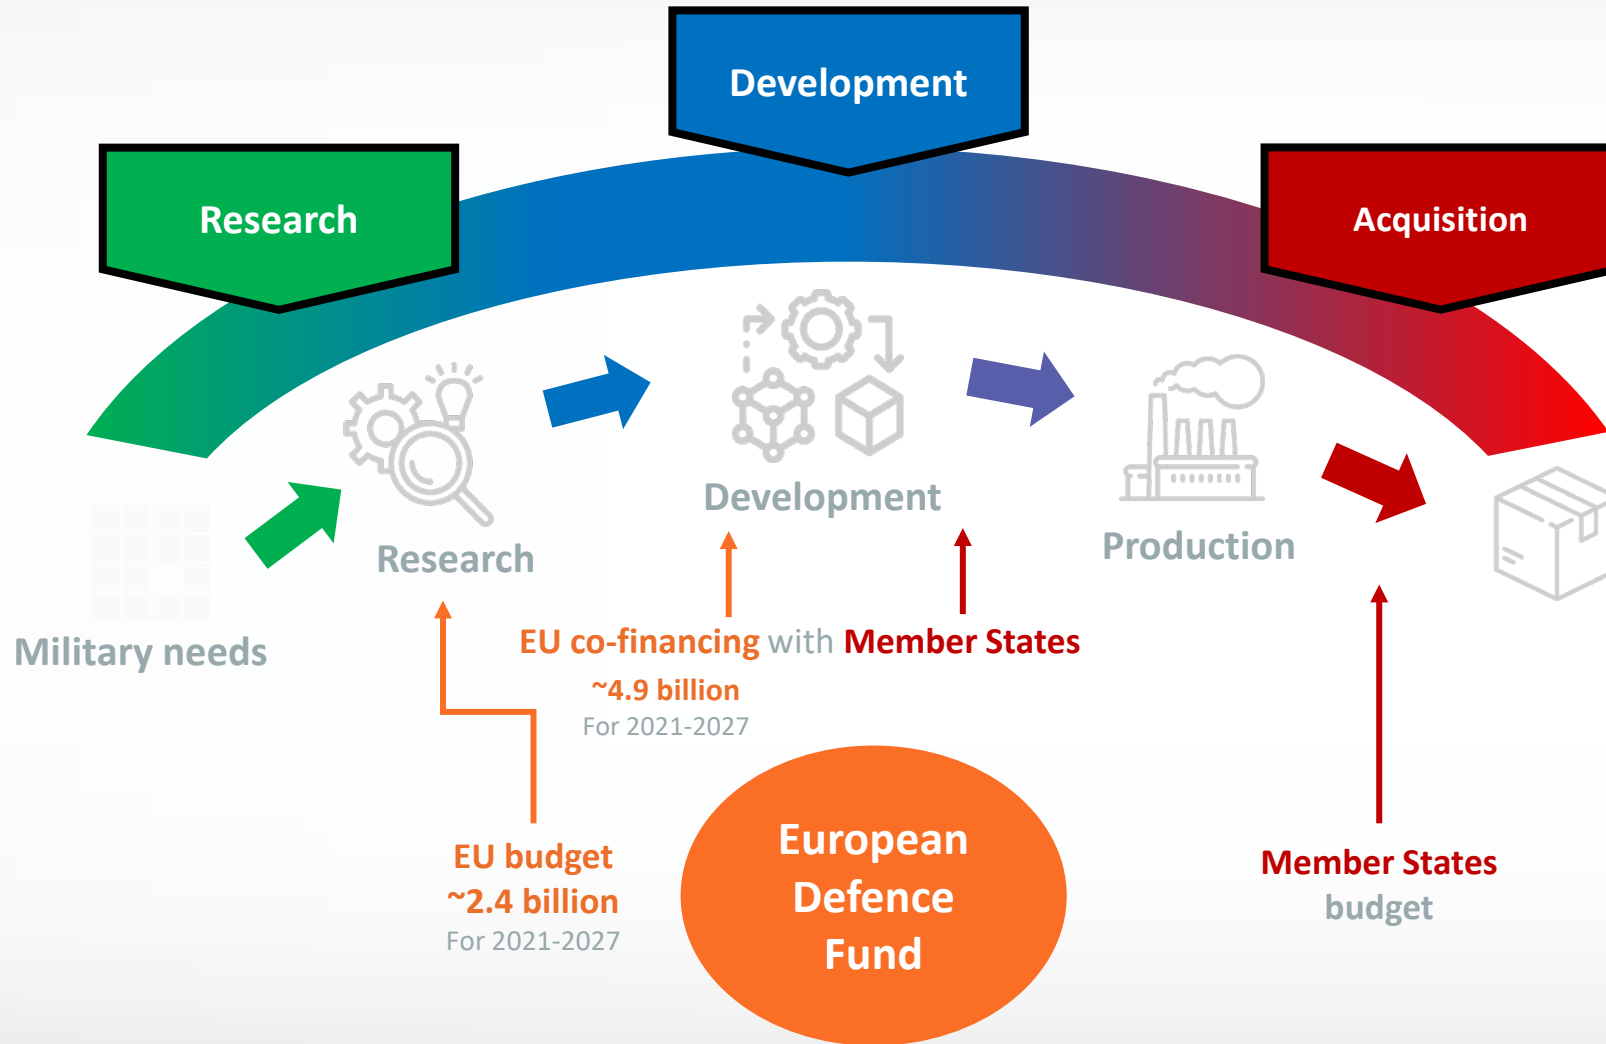 Development
Research
Acquisition
Development
Research
Production
Military needs
EU co-financing with Member States
~4.9 billion
For 2021-2027
EU budget
~2.4 billion
For 2021-2027
European
Defence
Fund
Member States
budget